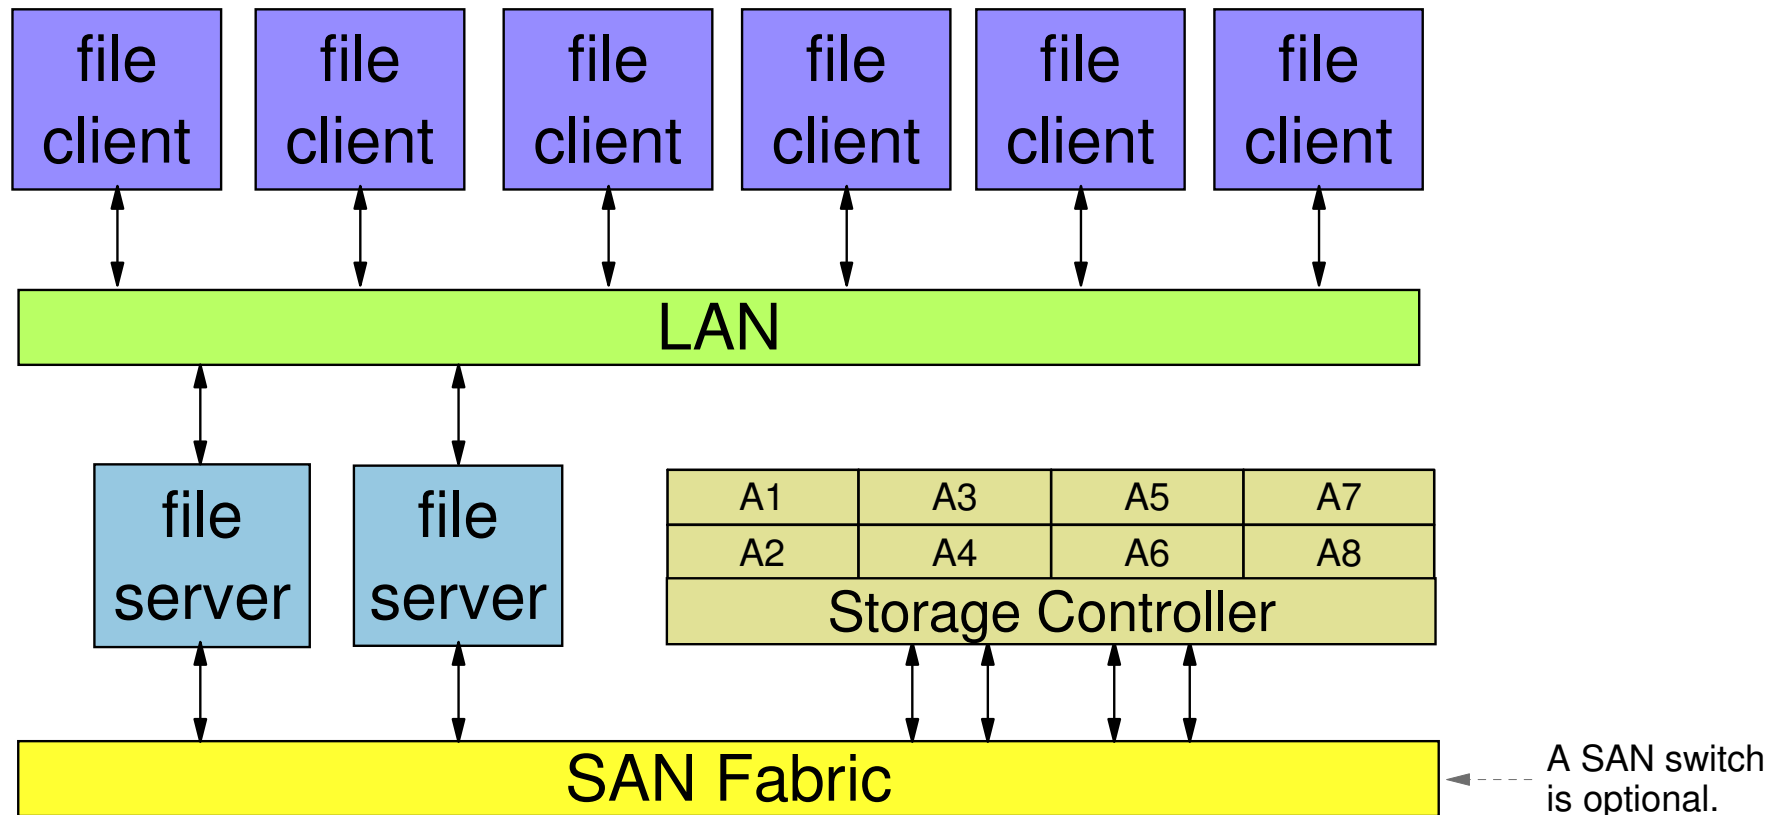 file
client
file
client
file
client
file
client
file
client
file
client
LAN
file
server
file
server
A1 A3 A5 A7
A2 A4 A6 A8
Storage Controller
SAN Fabric
A SAN switch
is optional.